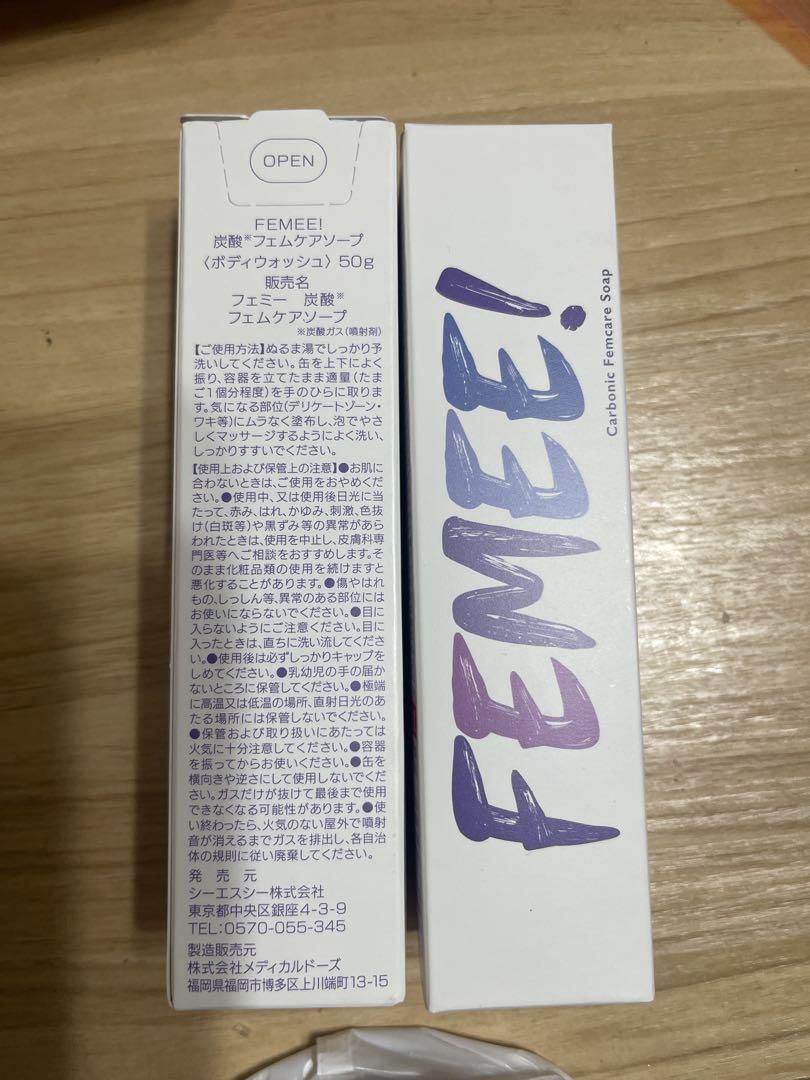 OPEN
FEMEE!
炭酸※フェムケアソープ
〈ボディウォッシュ〉50g
販売名
フェミー 炭酸※
フェムケアソープ
※炭酸ガス(噴射剤)
【ご使用方法】ぬるま湯でしっかり予
洗いしてください。缶を上下によく
振り、容器を立てたまま適量(たま
ご1個分程度)を手のひらに取りま
す。気になる部位(デリケートゾーン・
ワキ等)にムラなく塗布し、泡でやさ
しくマッサージするようによく洗い、
しっかりすすいでください。
【使用上および保管上の注意】●お肌に
合わないときは、ご使用をおやめくだ
さい。●使用中、又は使用後日光に当
たって、赤み、はれ、かゆみ、刺激、色抜
け(白斑等)や黒ずみ等の異常があら
われたときは、使用を中止し、皮膚科専
門医等へご相談をおすすめします。そ
のまま化粧品類の使用を続けますと
悪化することがあります。●傷やはれ
もの、しっしん等、異常のある部位には
お使いにならないでください。●目に
入らないようにご注意ください。目に
入ったときは、直ちに洗い流してくださ
い。●使用後は必ずしっかりキャップを
しめてください。●乳幼児の手の届か
ないところに保管してください。●極端
に高温又は低温の場所、直射日光のあ
たる場所には保管しないでください。
●保管および取り扱いにあたっては
火気に十分注意してください。●容器
を振ってからお使いください。●缶を
横向きや逆さにして使用しないでくだ
さい。ガスだけが抜けて最後まで使用
できなくなる可能性があります。●使
い終わったら、火気のない屋外で噴射
音が消えるまでガスを排出し、各自治
体の規則に従い廃棄してください。
発売元
シーエスシー株式会社
東京都中央区銀座4-3-9
TEL:0570-055-345
製造販売元
株式会社メディカルドーズ
福岡県福岡市博多区上川端町13-15
FEMEE!
Carbonic Femcare Soap